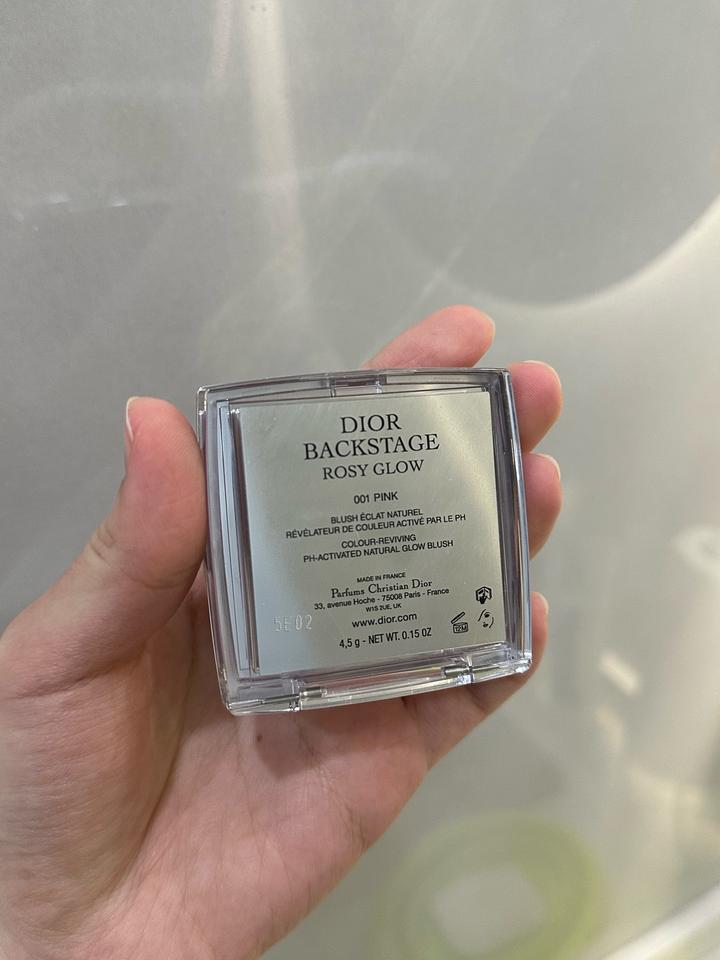 DIOR
BACKSTAGE
ROSY GLOW
001 PINK
BLUSH ÉCLAT NATUREL
RÉVÉLATEUR DE COULEUR ACTIVÉ PAR LE PH
COLOUR-REVIVING
PH-ACTIVATED NATURAL GLOW BLUSH
MADE IN FRANCE
Parfums Christian Dior
33, avenue Hoche - 75008 Paris - France
W1S 2UE, UK
www.dior.com
4,5 g - NET WT. 0.15 OZ
5E02
12M